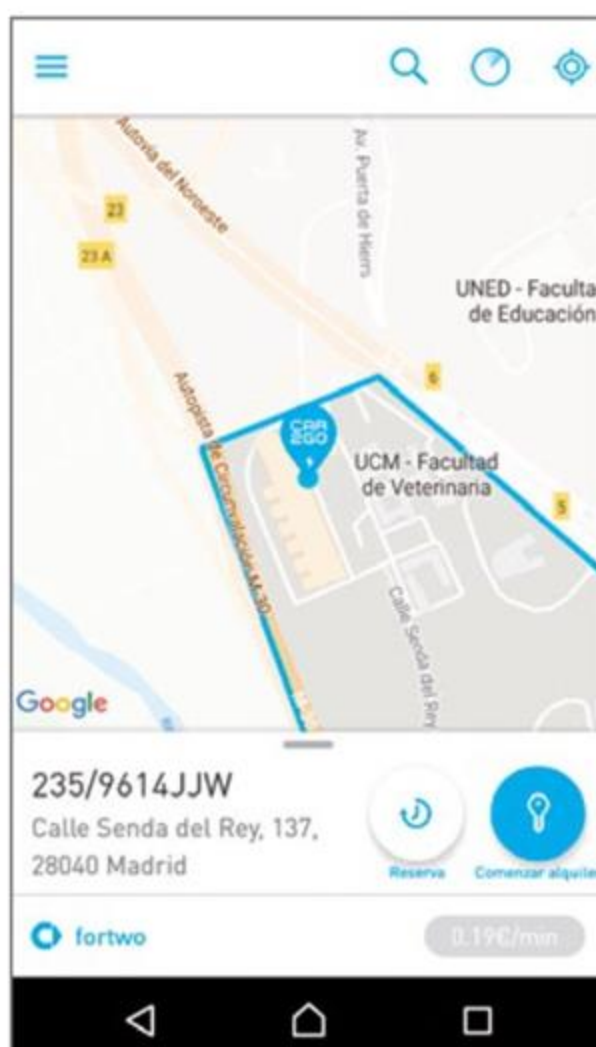 Autovía del Noroeste
Av. Puerta de Hierro
23
23 A
UNED - Faculta
de Educación
6
Autopista de Circunvalación M-30
CAR
2GO
UCM - Facultad
de Veterinaria
5
Calle Senda del Rey
Google
235/9614JJW
Calle Senda del Rey, 137,
28040 Madrid
Reserva
Comenzar alquile
fortwo
0.19€/min